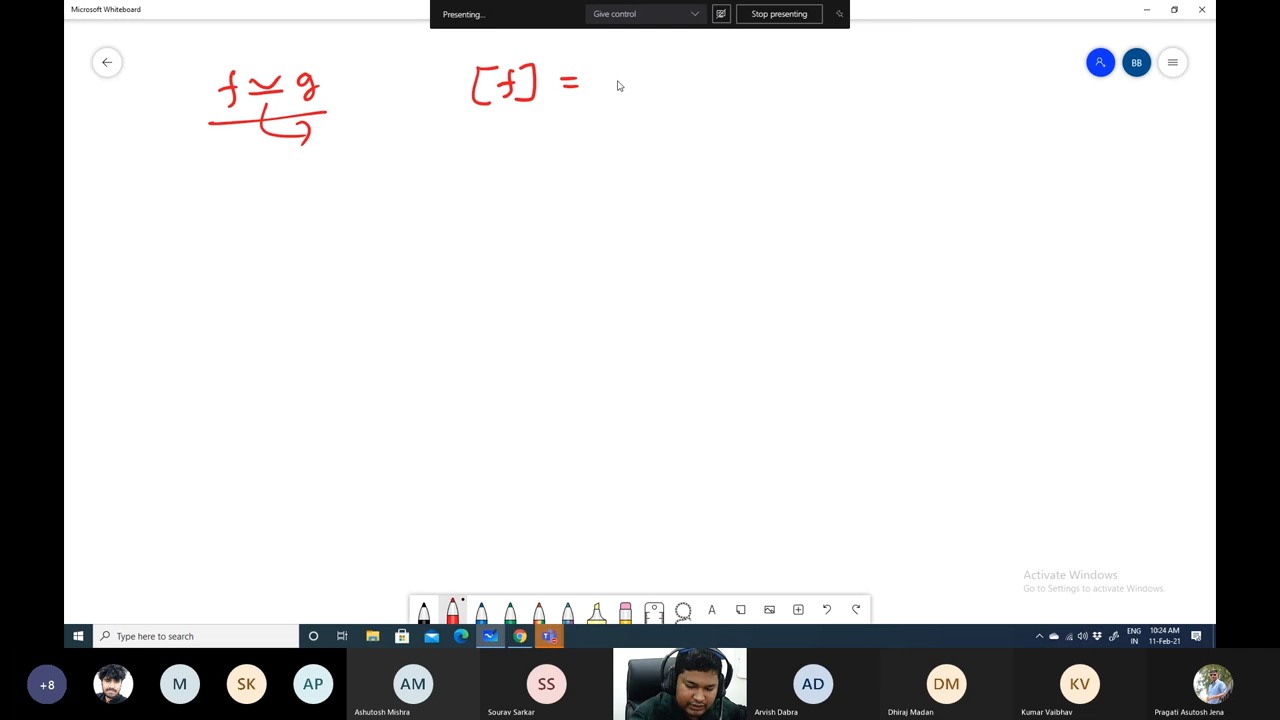 Microsoft Whiteboard
Presenting...
Give control
Stop presenting
f ≃ g
[f] =
BB
Activate Windows
Go to Settings to activate Windows.
Type here to search
ENG
IN
10:24 AM
11-Feb-21
+8
M
SK
AP
AM
Ashutosh Mishra
SS
Sourav Sarkar
AD
Arvish Dabra
DM
Dhiraj Madan
KV
Kumar Vaibhav
Pragati Asutosh Jena